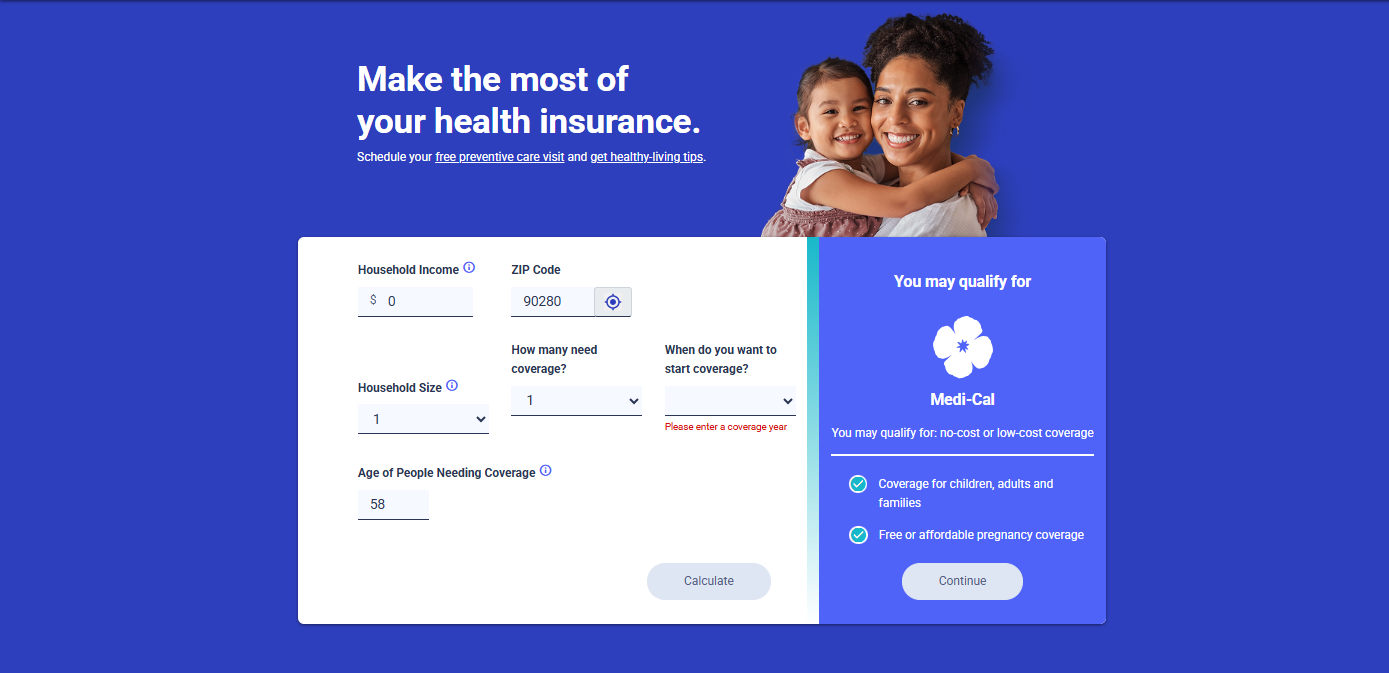 Make the most of
your health insurance.
Schedule your free preventive care visit and get healthy-living tips.
Household Income
$ 0
ZIP Code
90280
Household Size
1
How many need
coverage?
1
When do you want to
start coverage?
Please enter a coverage year
Age of People Needing Coverage
58
Calculate
You may qualify for
Medi-Cal
You may qualify for: no-cost or low-cost coverage
Coverage for children, adults and
families
Free or affordable pregnancy coverage
Continue